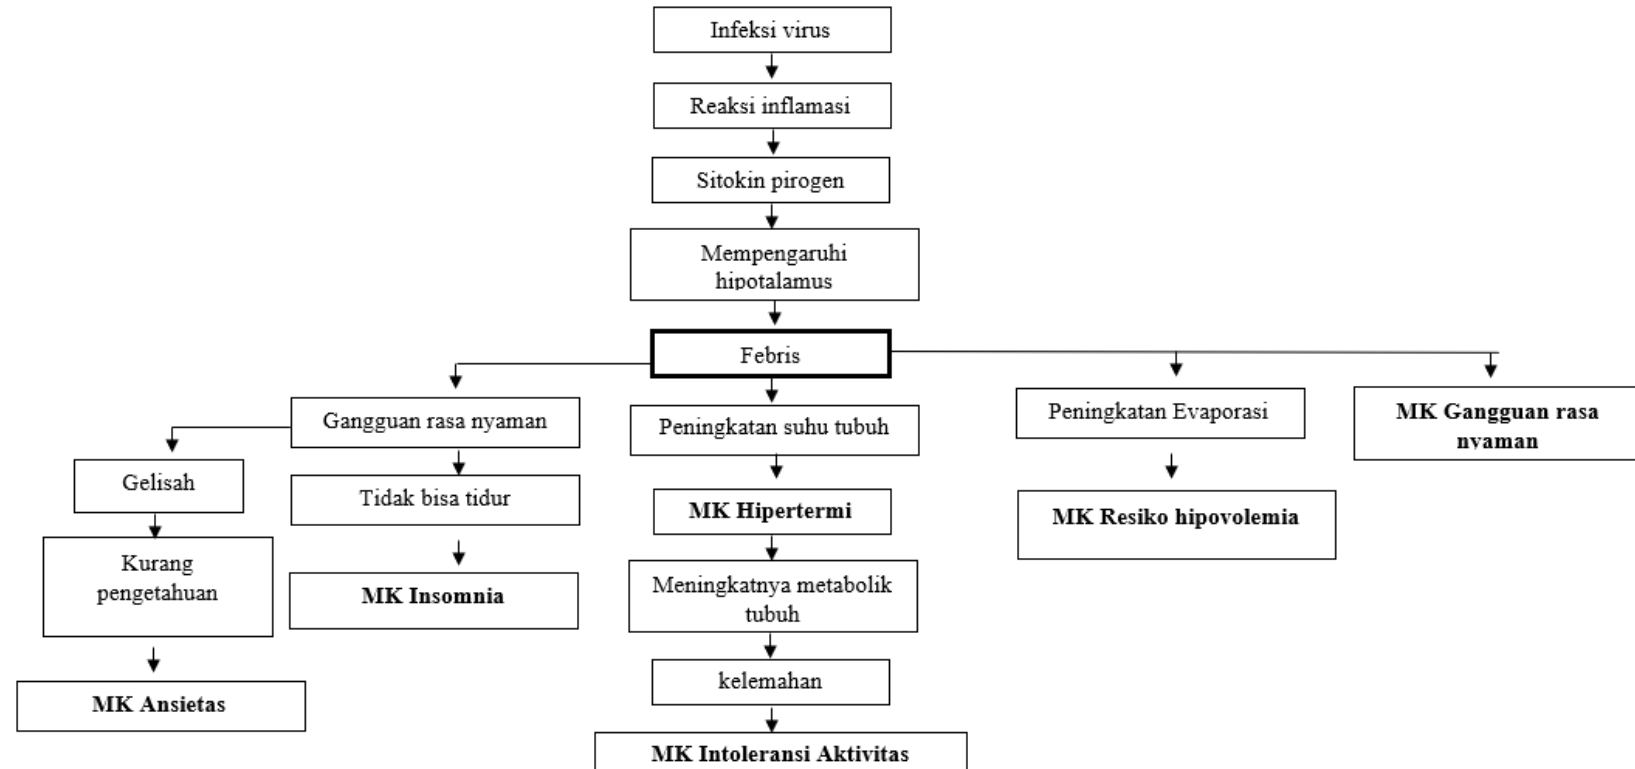 Infeksi virus
Reaksi inflamasi
Sitokin pirogen
Mempengaruhi
hipotalamus
Febris
Gangguan rasa nyaman
Peningkatan suhu tubuh
Peningkatan Evaporasi
MK Gangguan rasa
nyaman
Gelisah
Tidak bisa tidur
MK Hipertermi
MK Resiko hipovolemia
Kurang
pengetahuan
MK Insomnia
Meningkatnya metabolik
tubuh
kelemahan
MK Ansietas
MK Intoleransi Aktivitas